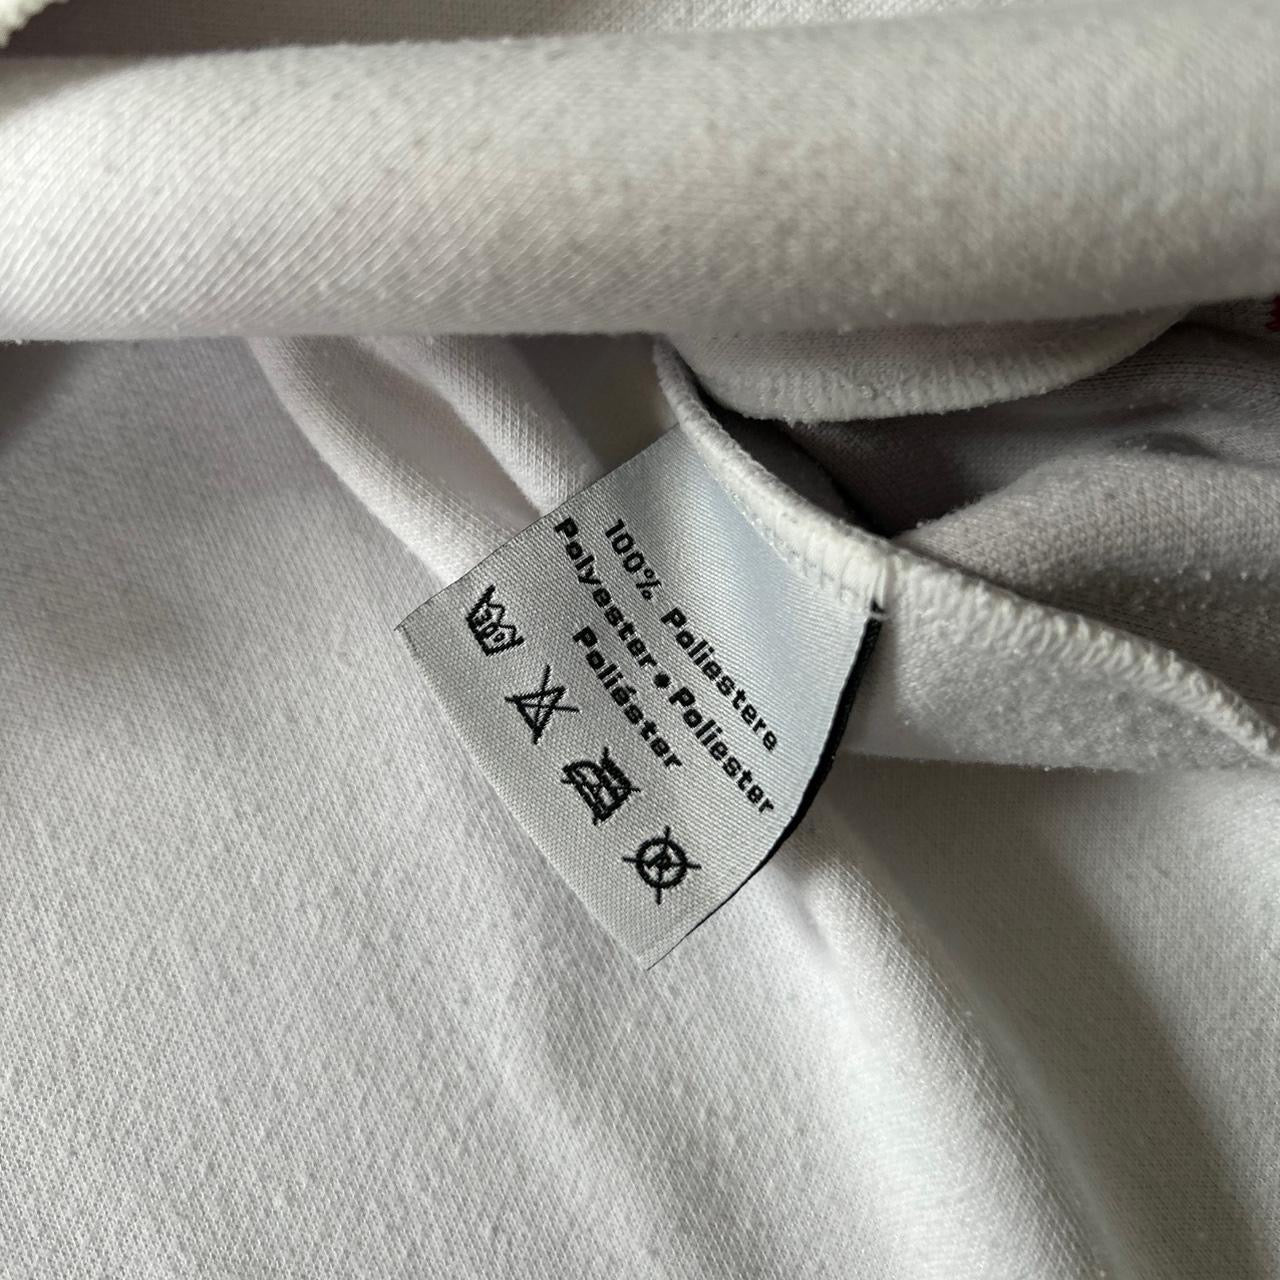 100% Poliestere
Polyester • Poliester
Poliéster